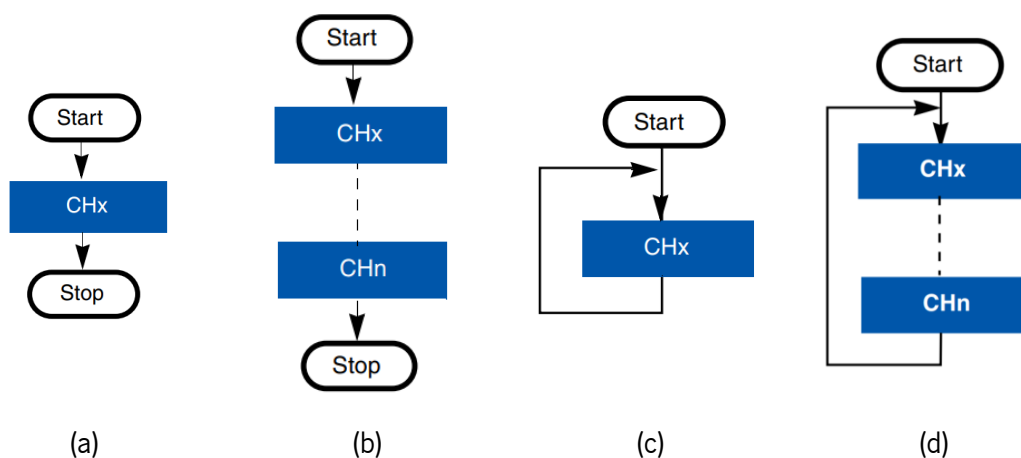 Start
CHx
Stop
(a)
Start
CHx
CHn
Stop
(b)
Start
CHx
(c)
Start
CHx
CHn
(d)